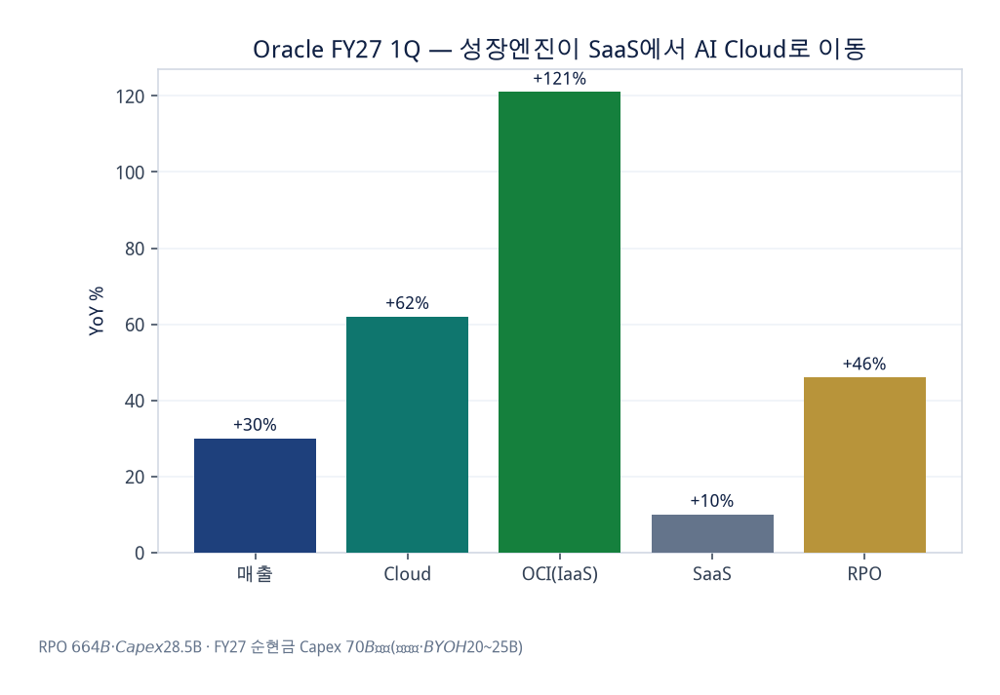 Oracle FY27 1Q — 성장엔진이 SaaS에서 AI Cloud로 이동
YoY %
120
100
80
60
40
20
0
+30%
+62%
+121%
+10%
+46%
매출
Cloud
OCI(IaaS)
SaaS
RPO
RPO 664B·Capex28.5B · FY27 순현금 Capex 70B(·BYOH20~25B)